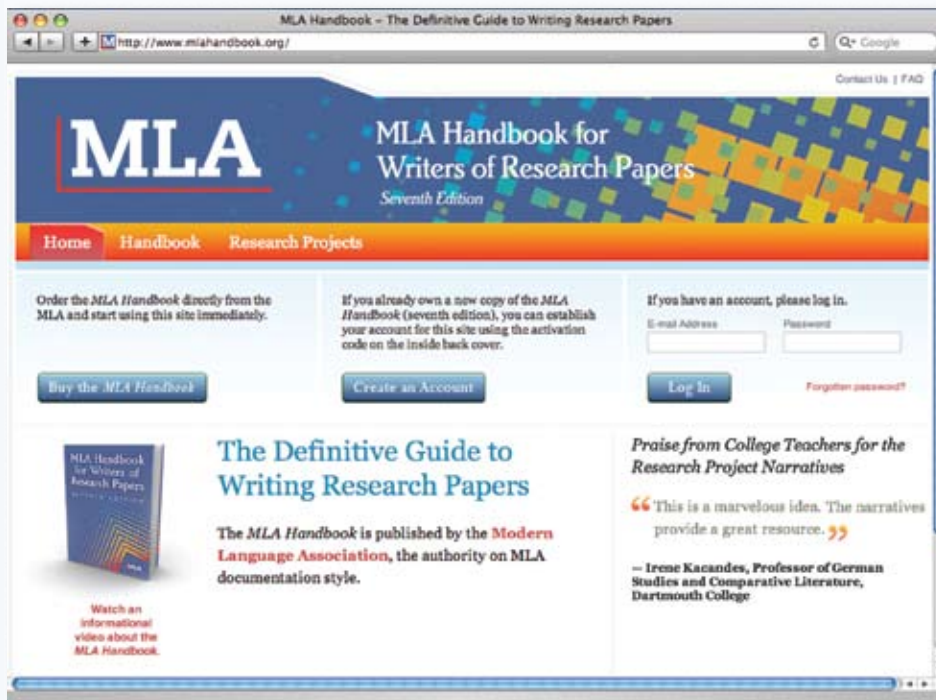 MLA Handbook – The Definitive Guide to Writing Research Papers
http://www.mlahandbook.org/
Google
Contact Us | FAQ
MLA
MLA Handbook for
Writers of Research Papers
Seventh Edition
Home Handbook Research Projects
Order the MLA Handbook directly from the
MLA and start using this site immediately.
Buy the MLA Handbook
If you already own a new copy of the MLA
Handbook (seventh edition), you can establish
your account for this site using the activation
code on the inside back cover.
Create an Account
If you have an account, please log in.
E-mail Address Password
Log In Forgotten password?
MLA Handbook
for Writers of
Research Papers
SEVENTH EDITION
MLA
Watch an
informational
video about the
MLA Handbook.
The Definitive Guide to
Writing Research Papers
The MLA Handbook is published by the Modern
Language Association, the authority on MLA
documentation style.
Praise from College Teachers for the
Research Project Narratives
“ This is a marvelous idea. The narratives
provide a great resource. ”
— Irene Kacandes, Professor of German
Studies and Comparative Literature,
Dartmouth College